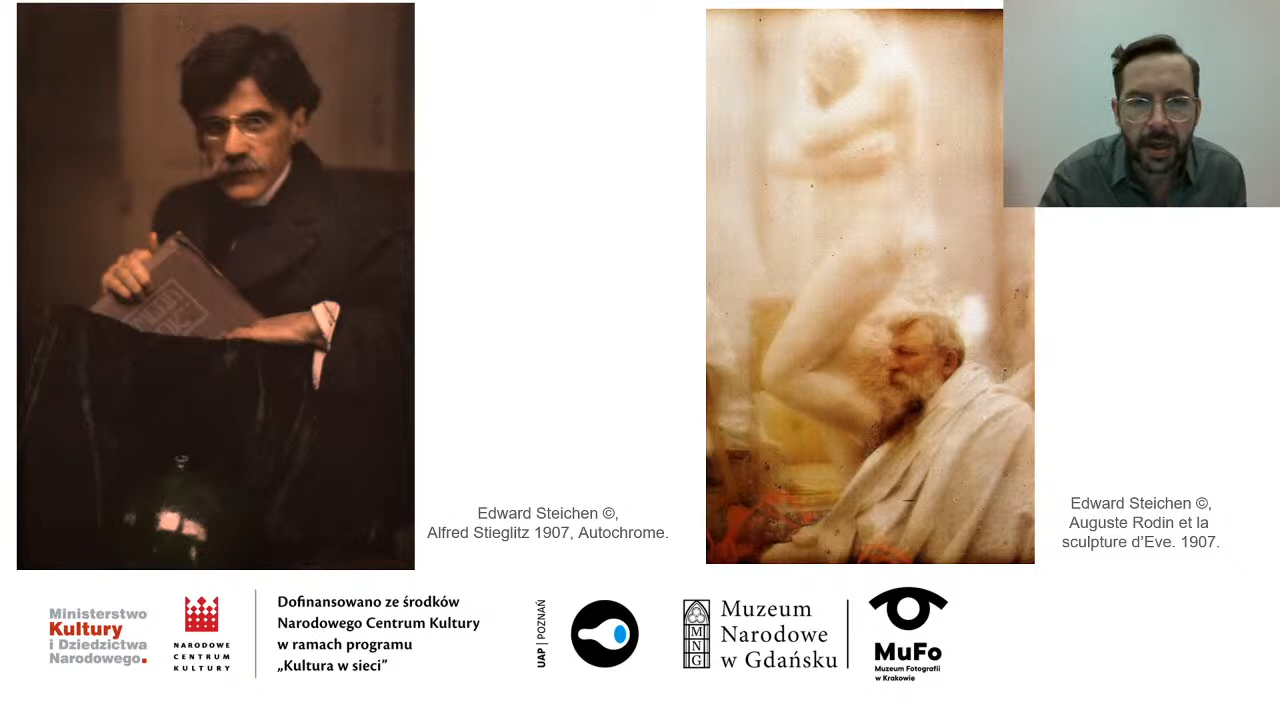 Edward Steichen ©,
Alfred Stieglitz 1907, Autochrome.
Edward Steichen ©,
Auguste Rodin et la
sculpture d'Eve. 1907.
Ministerstwo
Kultury
i Dziedzictwa
Narodowego.
NARODOWE
CENTRUM
KULTURY
Dofinansowano ze środków
Narodowego Centrum Kultury
w ramach programu
„Kultura w sieci”
UAP | POZNAŃ
MNG
Muzeum
Narodowe
w Gdańsku
MuFo
Muzeum Fotografii
w Krakowie